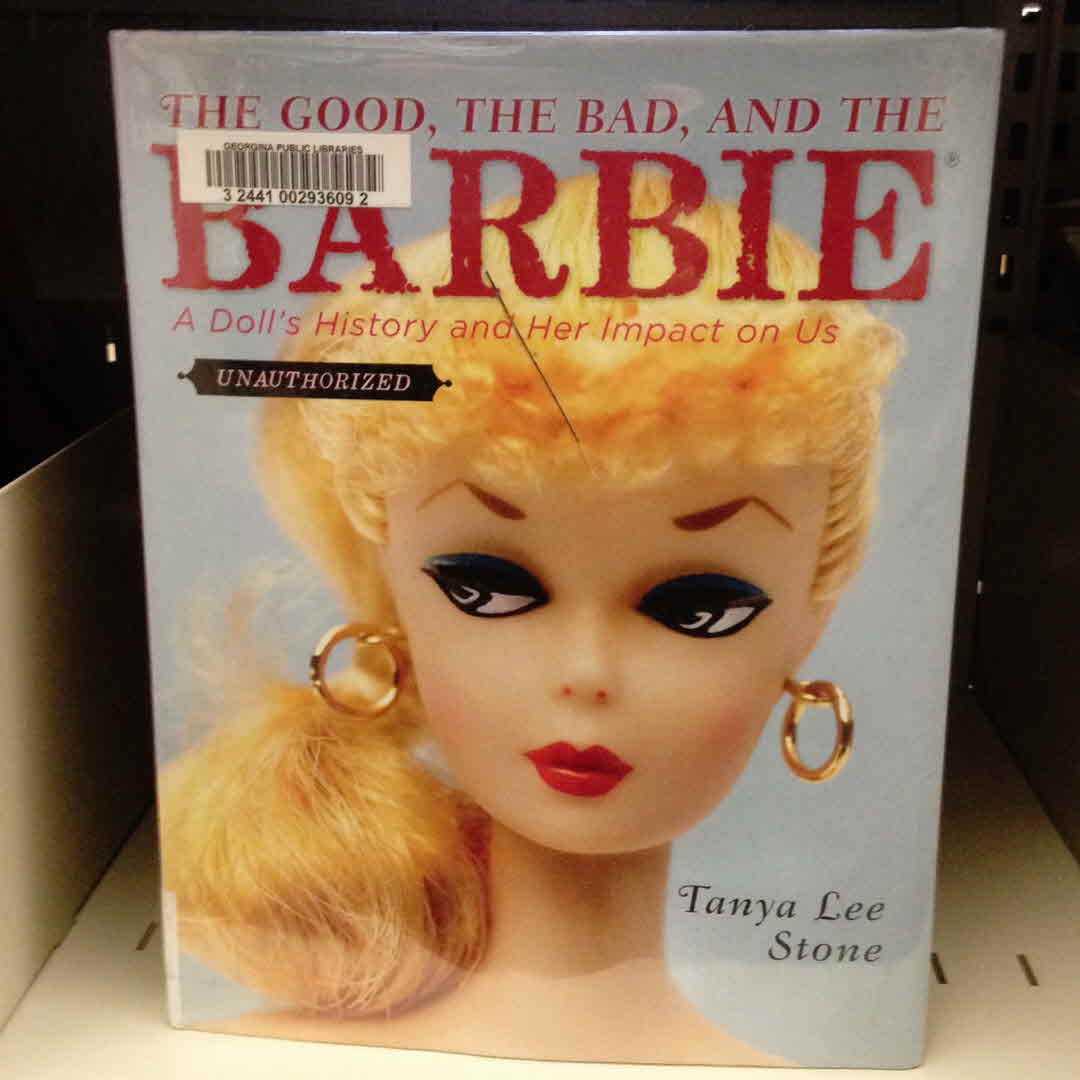 THE GOOD, THE BAD, AND THE
GEORGINA PUBLIC LIBRARIES
3 2441 00293609 2
BARBIE®
A Doll's History and Her Impact on Us
UNAUTHORIZED
Tanya Lee
Stone